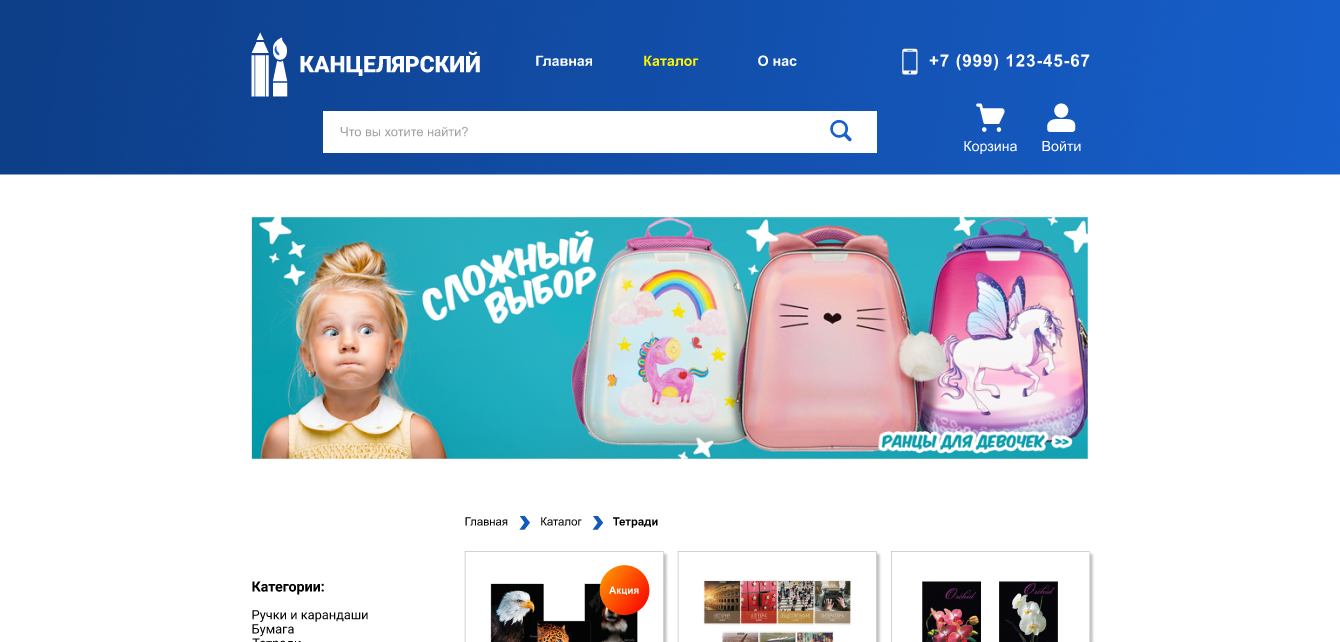 КАНЦЕЛЯРСКИЙ
Главная
Каталог
О нас
+7 (999) 123-45-67
Что вы хотите найти?
Корзина
Войти
СЛОЖНЫЙ
ВЫБОР
РАНЦЫ ДЛЯ ДЕВОЧЕК >>
Главная
Каталог
Тетради
Категории:
Ручки и карандаши
Бумага
Тетради
Акция
Orchid
Orchid